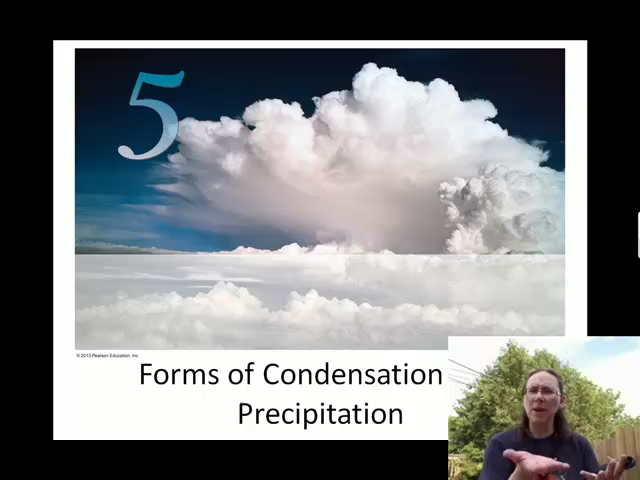 5
© 2013 Pearson Education, Inc.
Forms of Condensation
Precipitation